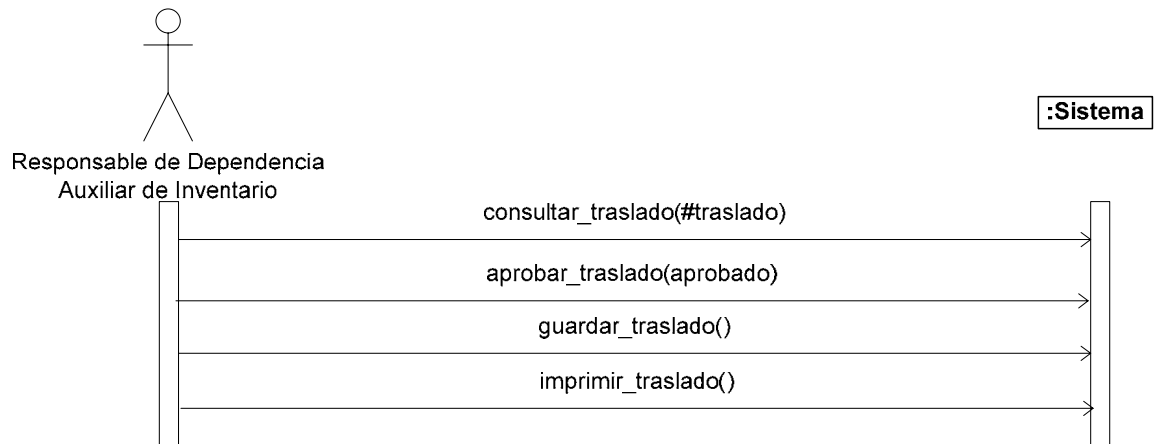 :Sistema
Responsable de Dependencia
Auxiliar de Inventario
consultar_traslado(#traslado)
aprobar_traslado(aprobado)
guardar_traslado()
imprimir_traslado()